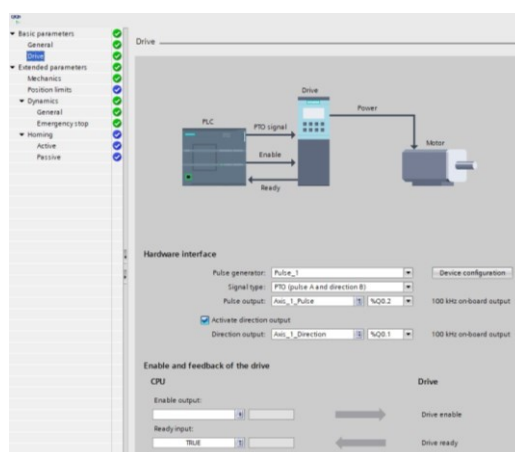 Basic parameters
General
Drive
Extended parameters
Mechanics
Position limits
Dynamics
General
Emergency stop
Homing
Active
Passive
Drive
Drive
PLC
PTO signal
Power
Motor
Enable
Ready
Hardware interface
Pulse generator: Pulse_1 Device configuration
Signal type: PTO (pulse A and direction B)
Pulse output: Axis_1_Pulse %Q0.2 100 kHz on-board output
Activate direction output
Direction output: Axis_1_Direction %Q0.1 100 kHz on-board output
Enable and feedback of the drive
CPU Drive
Enable output:
Drive enable
Ready input:
TRUE Drive ready